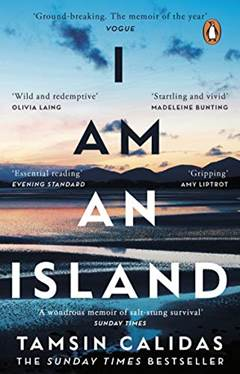 'Ground-breaking. The memoir of the year'
VOGUE
I
'Wild and redemptive'
OLIVIA LAING
'Startling and vivid'
MADELEINE BUNTING
AM
'Essential reading'
EVENING STANDARD
'Gripping'
AMY LIPTROT
AN
ISLAND
'A wondrous memoir of salt-stung survival'
SUNDAY TIMES
TAMSIN CALIDAS
THE SUNDAY TIMES BESTSELLER